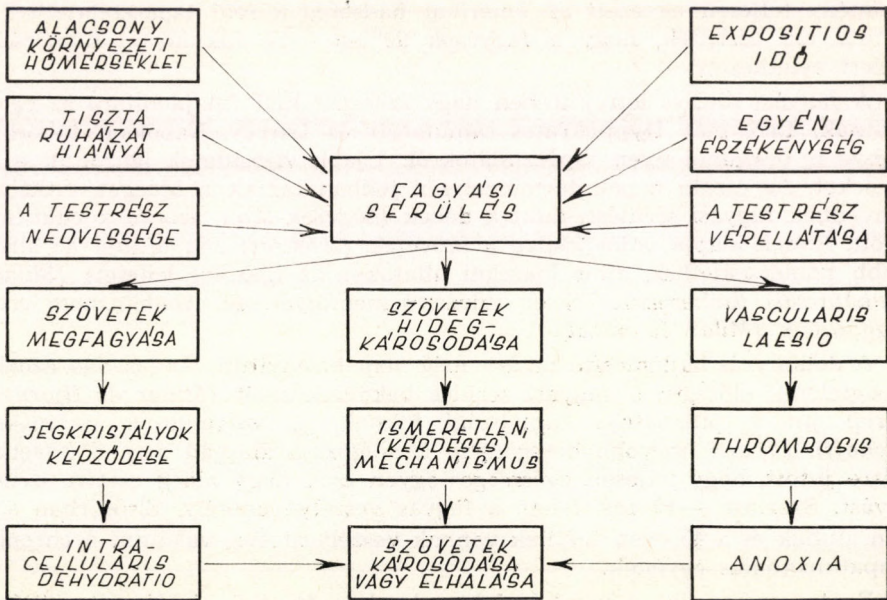 ALACSONY
KÖRNYEZETI
HŐMÉRSÉKLET
TISZTA
RUHÁZAT
HIÁNYA
A TESTRÉSZ
NEDVESSÉGE
EXPOSITIOS
IDŐ
EGYÉNI
ÉRZÉKENYSÉG
A TESTRÉSZ
VÉRELLÁTÁSA
FAGYÁSI
SÉRÜLÉS
SZÖVETEK
MEGFAGYÁSA
SZÖVETEK
HIDEG-
KÁROSODÁSA
VASCULARIS
LAESIO
JÉGKRISTÁLYOK
KÉPZŐDÉSE
ISMERETLEN,
(KÉRDÉSES)
MECHANISMUS
THROMBOSIS
INTRA-
CELLULÁRIS
DEHYDRATIO
SZÖVETEK
KÁROSODÁSA
VAGY ELHALÁSA
ANOXIA